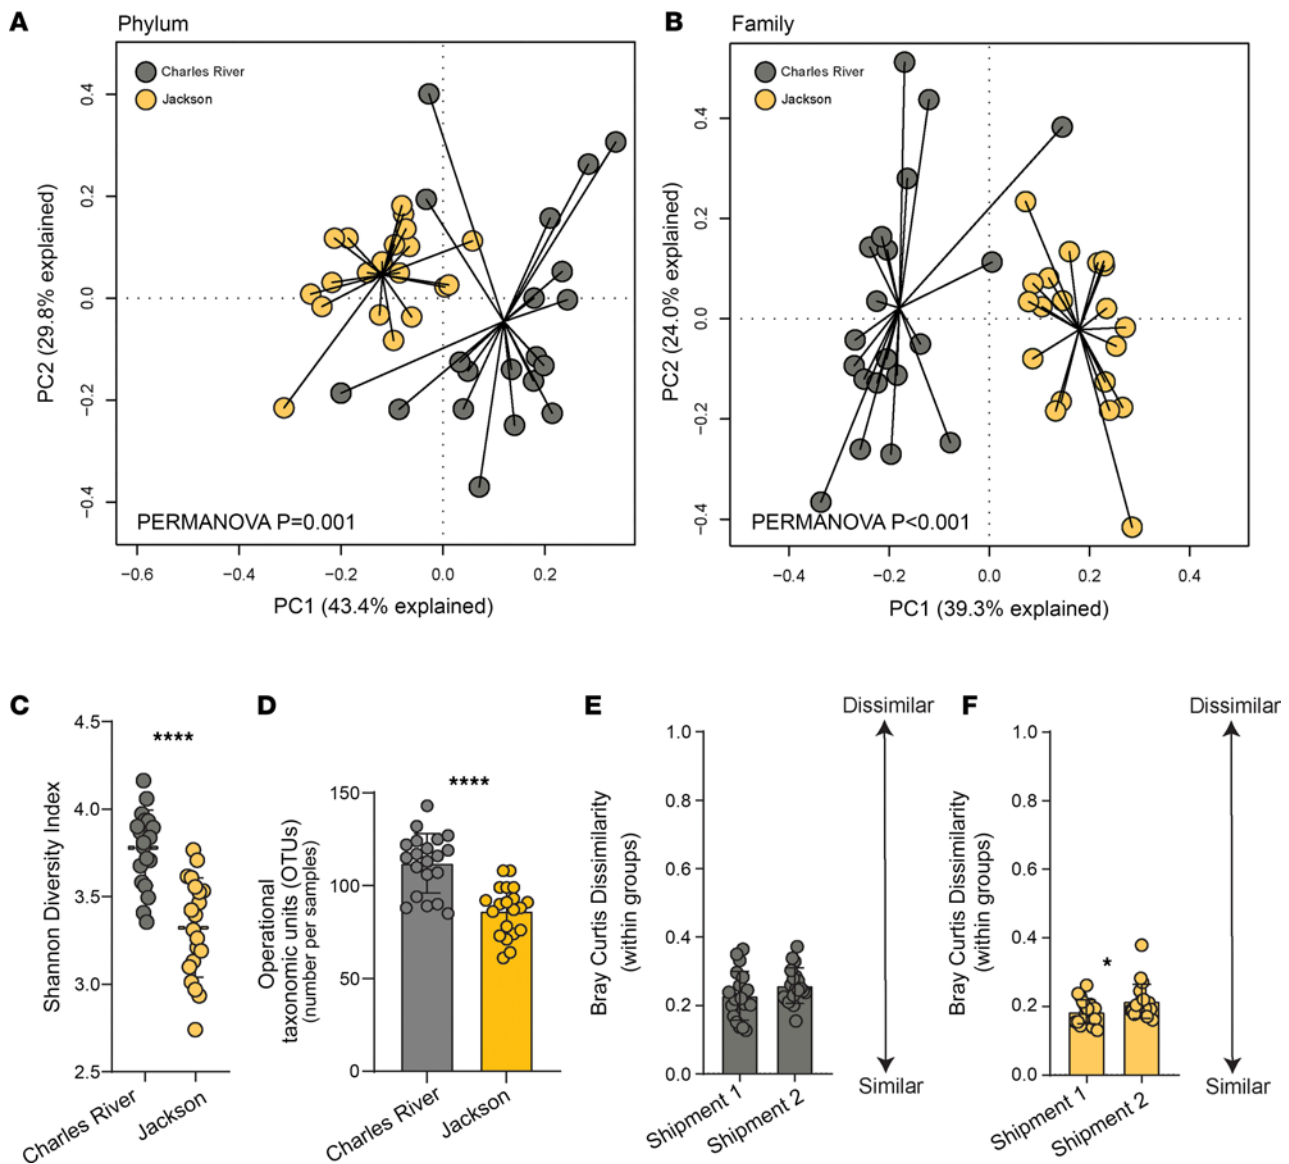 A
Phylum
Charles River
Jackson
PC2 (29.8% explained)
0.4
0.2
0.0
−0.2
−0.4
PERMANOVA P=0.001
−0.6
−0.4
−0.2
0.0
0.2
PC1 (43.4% explained)
B
Family
Charles River
Jackson
PC2 (24.0% explained)
0.4
0.2
0.0
−0.2
−0.4
PERMANOVA P<0.001
−0.4
−0.2
0.0
0.2
0.4
PC1 (39.3% explained)
C
Shannon Diversity Index
4.5
4.0
3.5
3.0
2.5
****
Charles River
Jackson
D
Operational
taxonomic units (OTUs)
(number per samples)
150
100
50
0
****
Charles River
Jackson
E
Bray Curtis Dissimilarity
(within groups)
1.0
0.8
0.6
0.4
0.2
0.0
Shipment 1
Shipment 2
Dissimilar
Similar
F
Bray Curtis Dissimilarity
(within groups)
1.0
0.8
0.6
0.4
0.2
0.0
*
Shipment 1
Shipment 2
Dissimilar
Similar